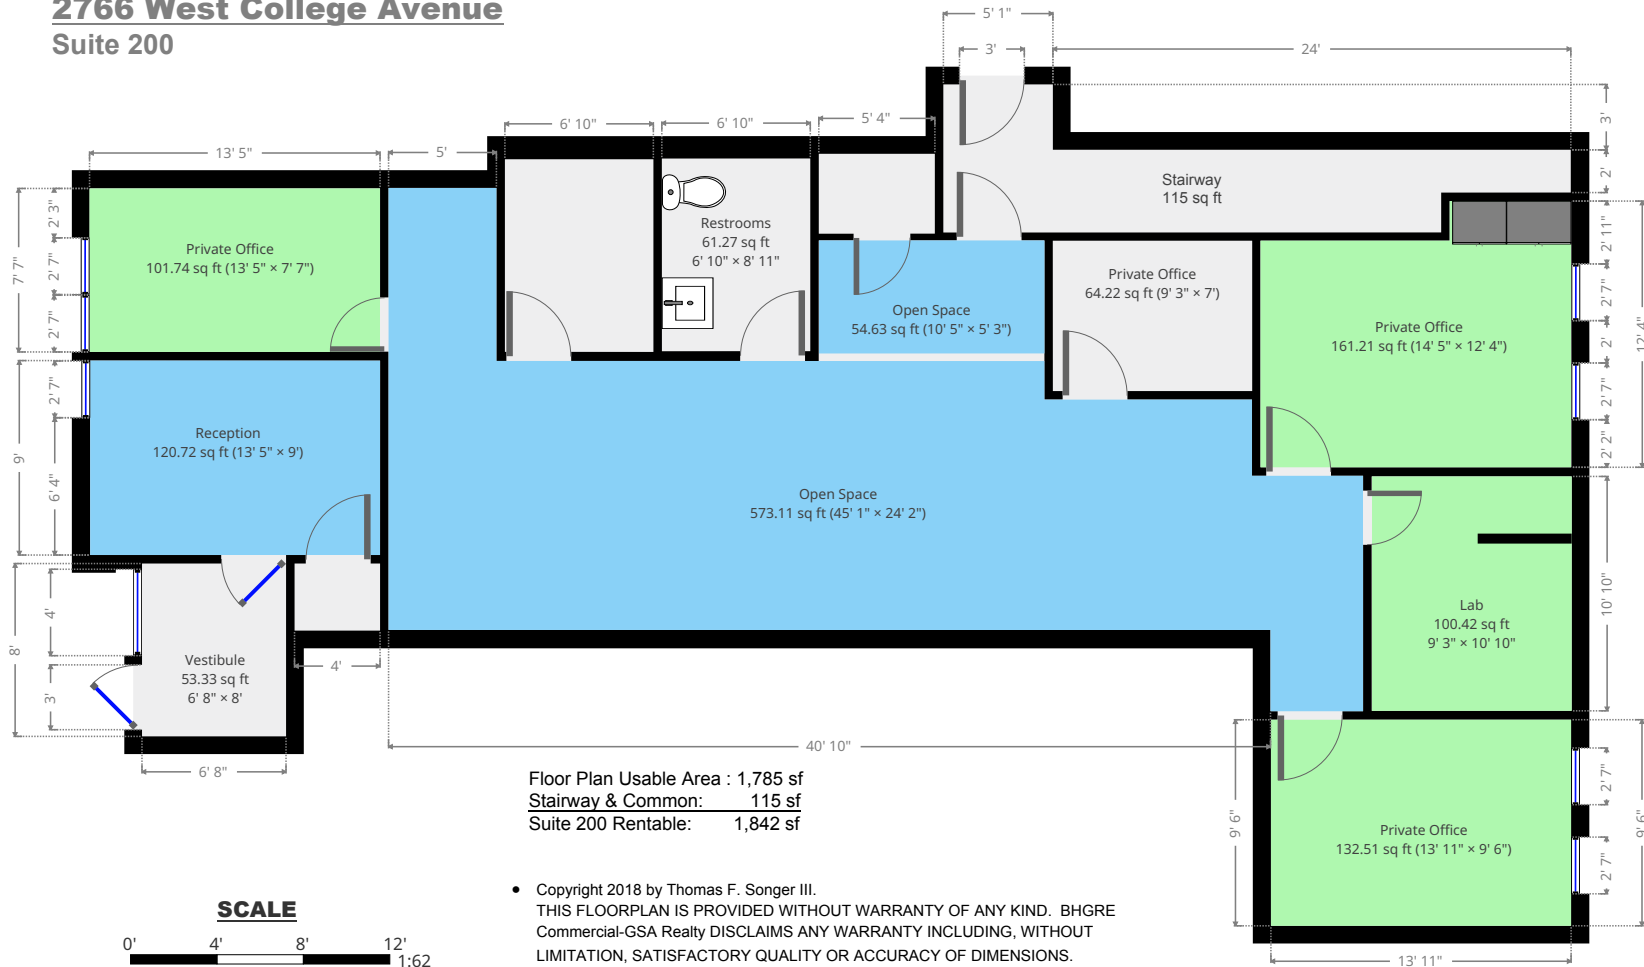 2766 West College Avenue
Suite 200
5' 1"
3'
24'
6' 10"
6' 10"
5' 4"
13' 5"
5'
3'
2'
Stairway
115 sq ft
Restrooms
61.27 sq ft
6' 10" × 8' 11"
Private Office
101.74 sq ft (13' 5" × 7' 7")
7' 7"
2' 3"
2' 7"
2' 7"
Private Office
64.22 sq ft (9' 3" × 7')
Open Space
54.63 sq ft (10' 5" × 5' 3")
Private Office
161.21 sq ft (14' 5" × 12' 4")
2' 11"
2' 7"
2'
2' 7"
2' 2"
12' 4"
Reception
120.72 sq ft (13' 5" × 9')
9'
2' 7"
6' 4"
Open Space
573.11 sq ft (45' 1" × 24' 2")
Lab
100.42 sq ft
9' 3" × 10' 10"
10' 10"
Vestibule
53.33 sq ft
6' 8" × 8'
8'
4'
3'
4'
6' 8"
40' 10"
Floor Plan Usable Area : 1,785 sf
Stairway & Common: 115 sf
Suite 200 Rentable: 1,842 sf
9' 6"
Private Office
132.51 sq ft (13' 11" × 9' 6")
2' 7"
2' 7"
9' 6"
13' 11"
• Copyright 2018 by Thomas F. Songer III.
THIS FLOORPLAN IS PROVIDED WITHOUT WARRANTY OF ANY KIND. BHGRE
Commercial-GSA Realty DISCLAIMS ANY WARRANTY INCLUDING, WITHOUT
LIMITATION, SATISFACTORY QUALITY OR ACCURACY OF DIMENSIONS.
SCALE
0' 4' 8' 12'
1:62